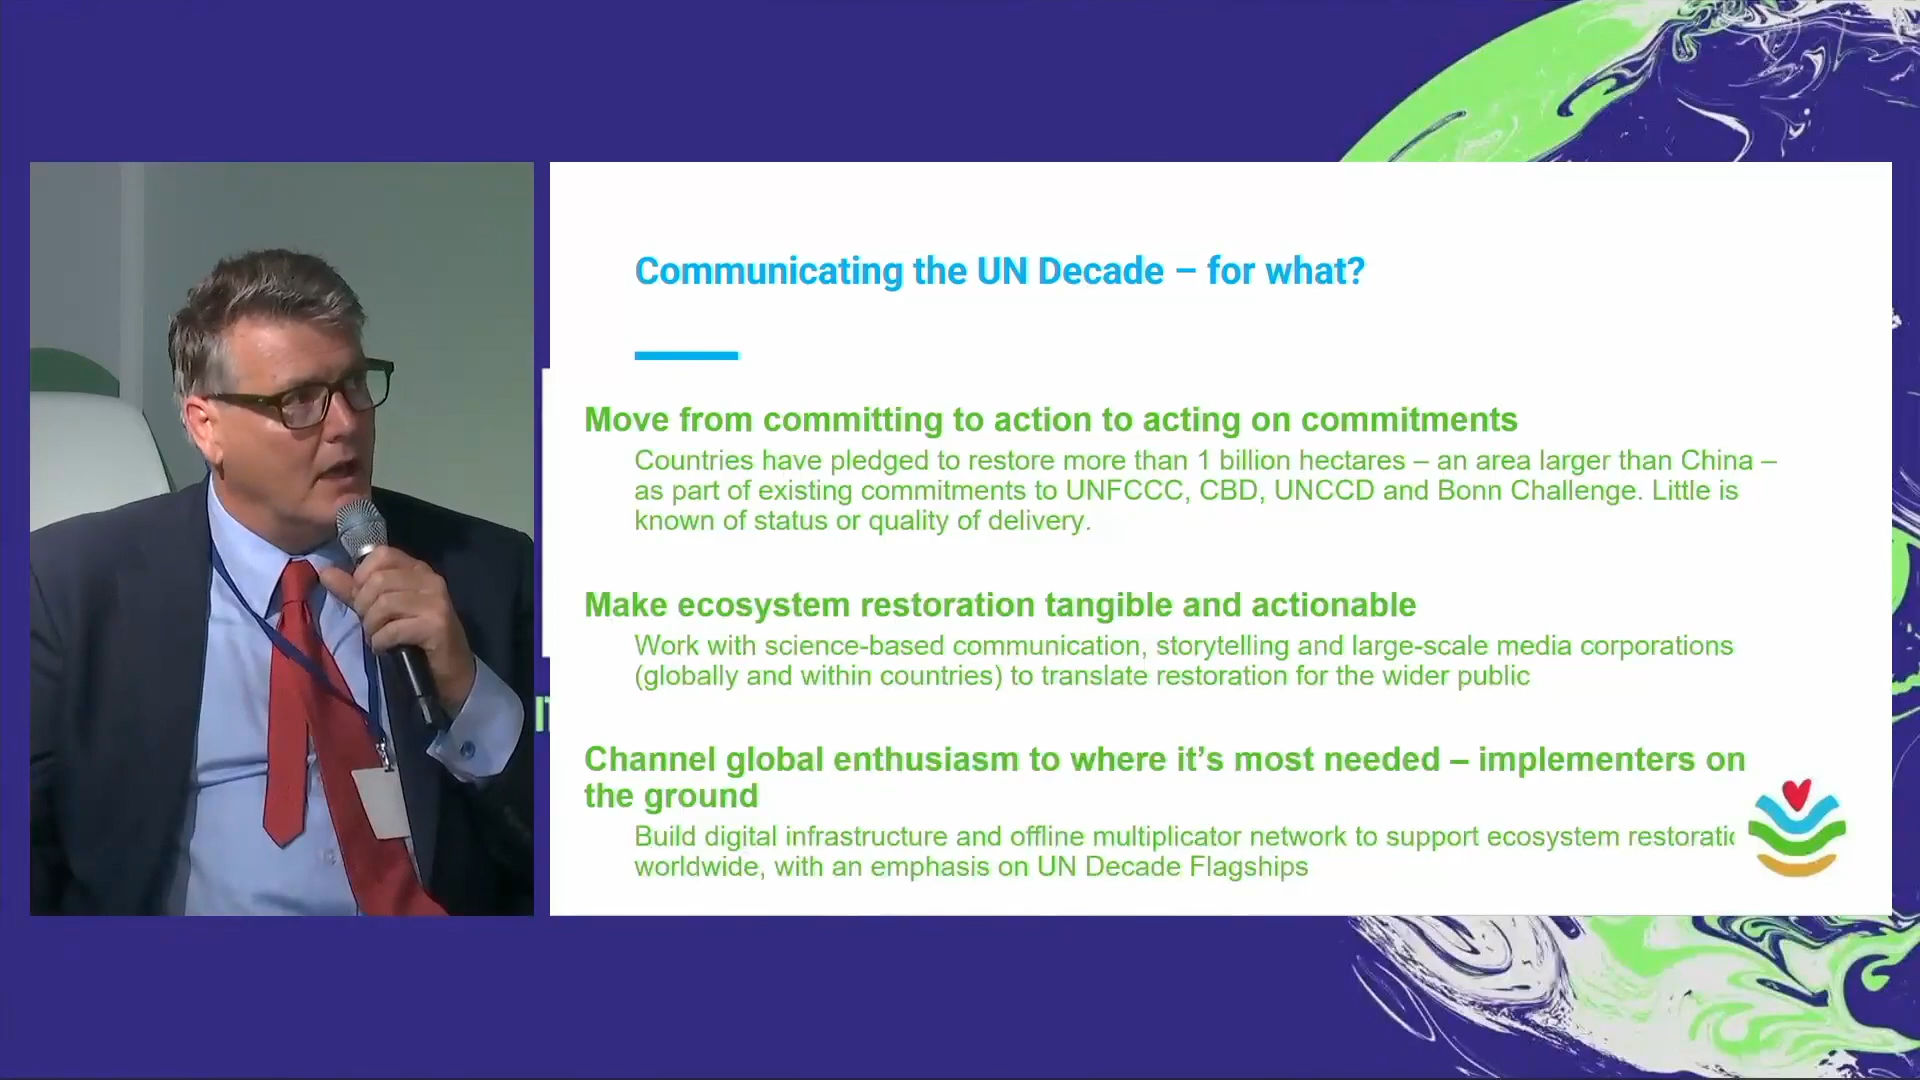 Communicating the UN Decade – for what?
Move from committing to action to acting on commitments
Countries have pledged to restore more than 1 billion hectares – an area larger than China –
as part of existing commitments to UNFCCC, CBD, UNCCD and Bonn Challenge. Little is
known of status or quality of delivery.
Make ecosystem restoration tangible and actionable
Work with science-based communication, storytelling and large-scale media corporations
(globally and within countries) to translate restoration for the wider public
Channel global enthusiasm to where it’s most needed – implementers on
the ground
Build digital infrastructure and offline multiplicator network to support ecosystem
worldwide, with an emphasis on UN Decade Flagships